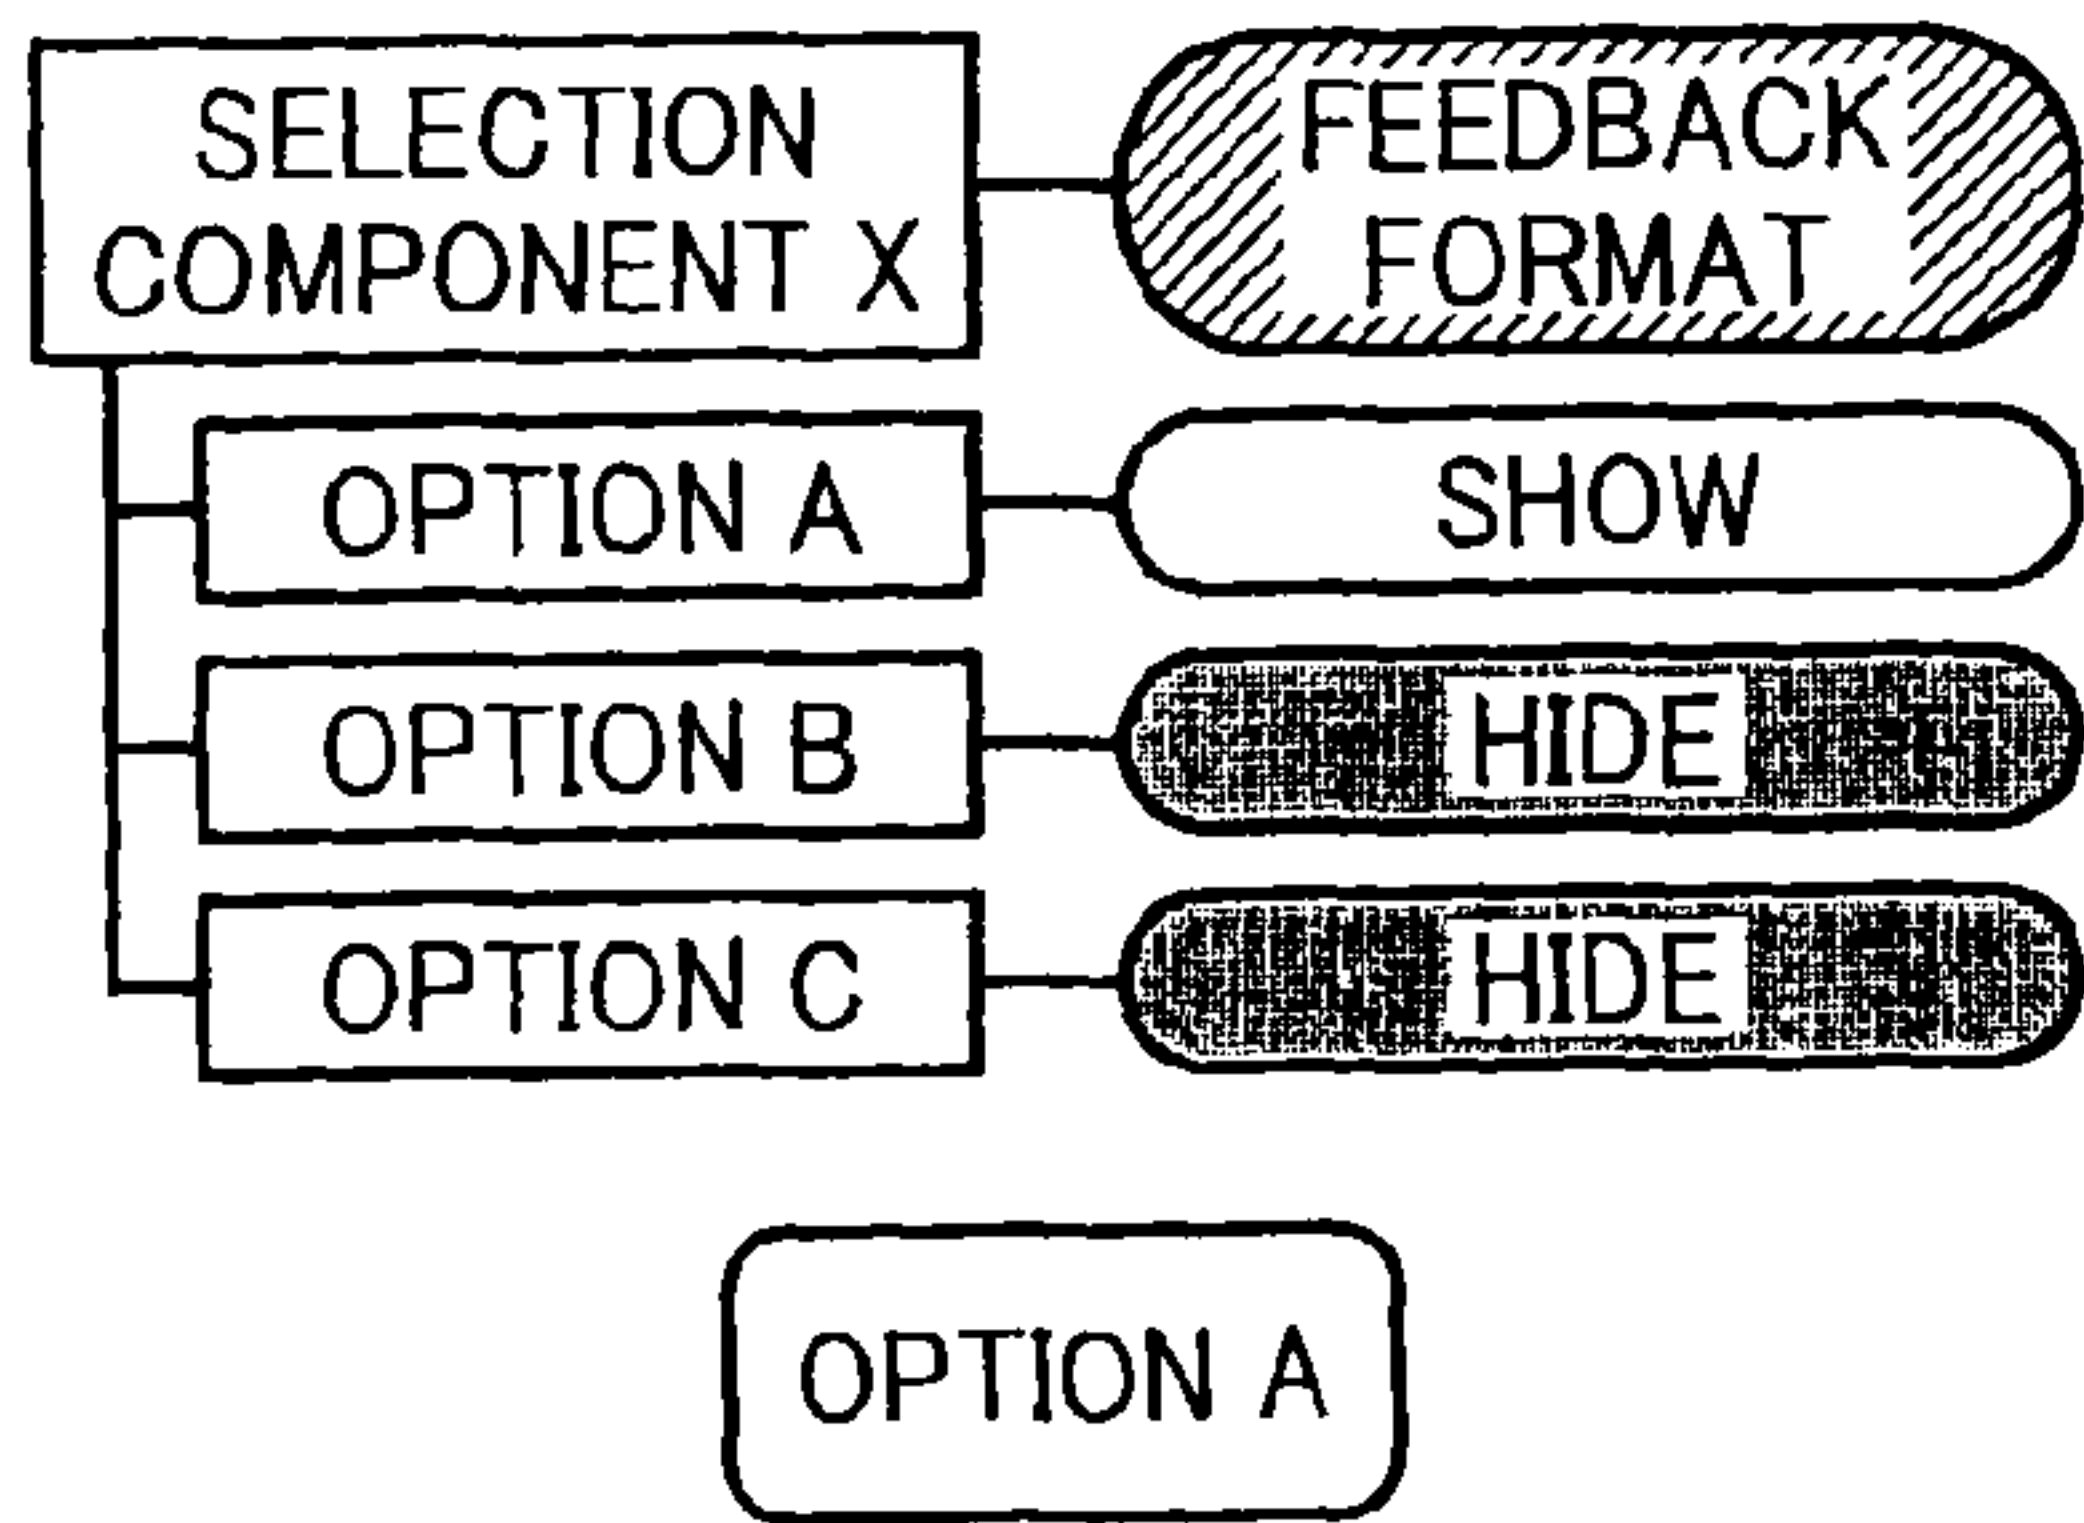 SELECTION
COMPONENT X
FEEDBACK
FORMAT
OPTION A
SHOW
OPTION B
HIDE
OPTION C
HIDE
OPTION A